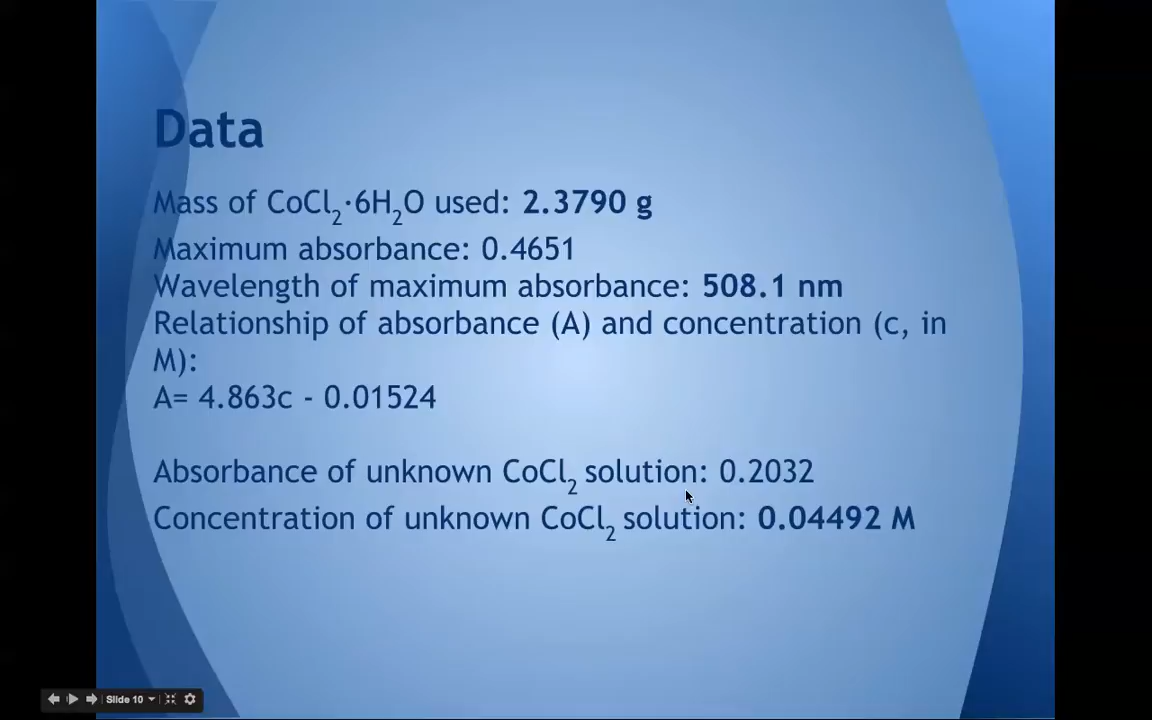 Data
Mass of CoCl₂·6H₂O used: 2.3790 g
Maximum absorbance: 0.4651
Wavelength of maximum absorbance: 508.1 nm
Relationship of absorbance (A) and concentration (c, in
M):
A= 4.863c - 0.01524
Absorbance of unknown CoCl₂ solution: 0.2032
Concentration of unknown CoCl₂ solution: 0.04492 M
Slide 10